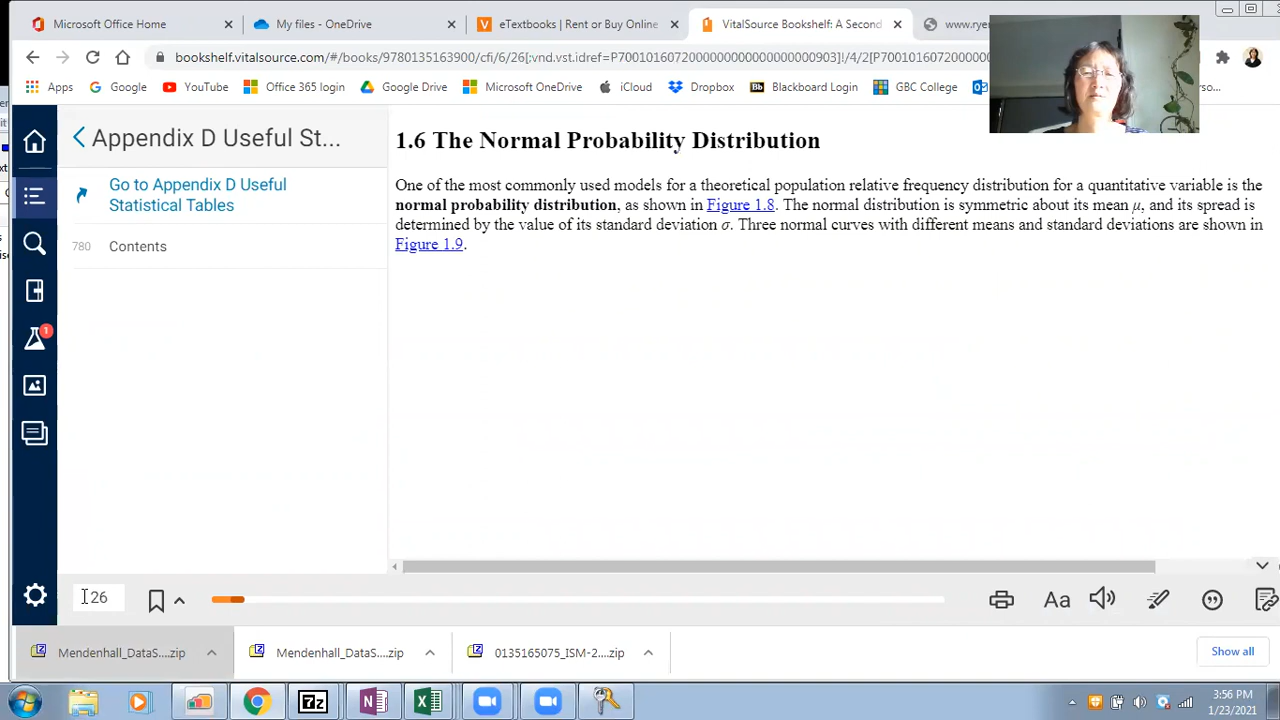 Microsoft Office Home
My files - OneDrive
eTextbooks | Rent or Buy Online
VitalSource Bookshelf: A Second
www.ryer
bookshelf.vitalsource.com/#/books/9780135163900/cfi/6/26[;vnd.vst.idref=P7001016072000000000000000000903]!/4/2[P70010160720000
Apps
Google
YouTube
Office 365 login
Google Drive
Microsoft OneDrive
iCloud
Dropbox
Blackboard Login
GBC College
Appendix D Useful St...
Go to Appendix D Useful
Statistical Tables
780 Contents
1.6 The Normal Probability Distribution
One of the most commonly used models for a theoretical population relative frequency distribution for a quantitative variable is the
normal probability distribution, as shown in Figure 1.8. The normal distribution is symmetric about its mean μ, and its spread is
determined by the value of its standard deviation σ. Three normal curves with different means and standard deviations are shown in
Figure 1.9.
1
26
Aa
Mendenhall_DataS....zip
Mendenhall_DataS....zip
0135165075_ISM-2....zip
Show all
3:56 PM
1/23/2021